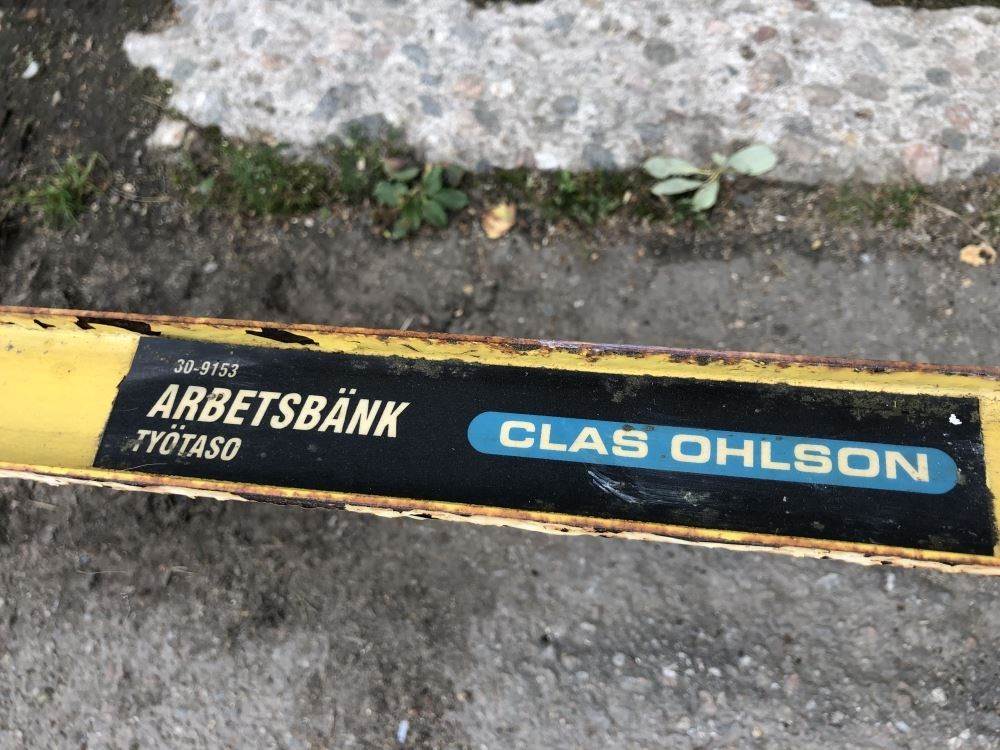 30-9153
ARBETSBÄNK
TYÖTASO
CLAS OHLSON